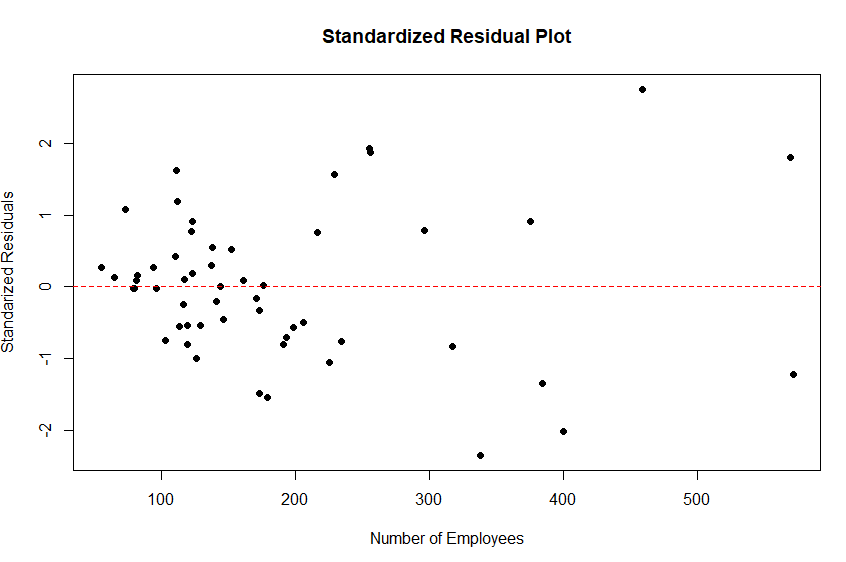 Standardized Residual Plot
Standarized Residuals
2
1
0
-1
-2
100 200 300 400 500
Number of Employees